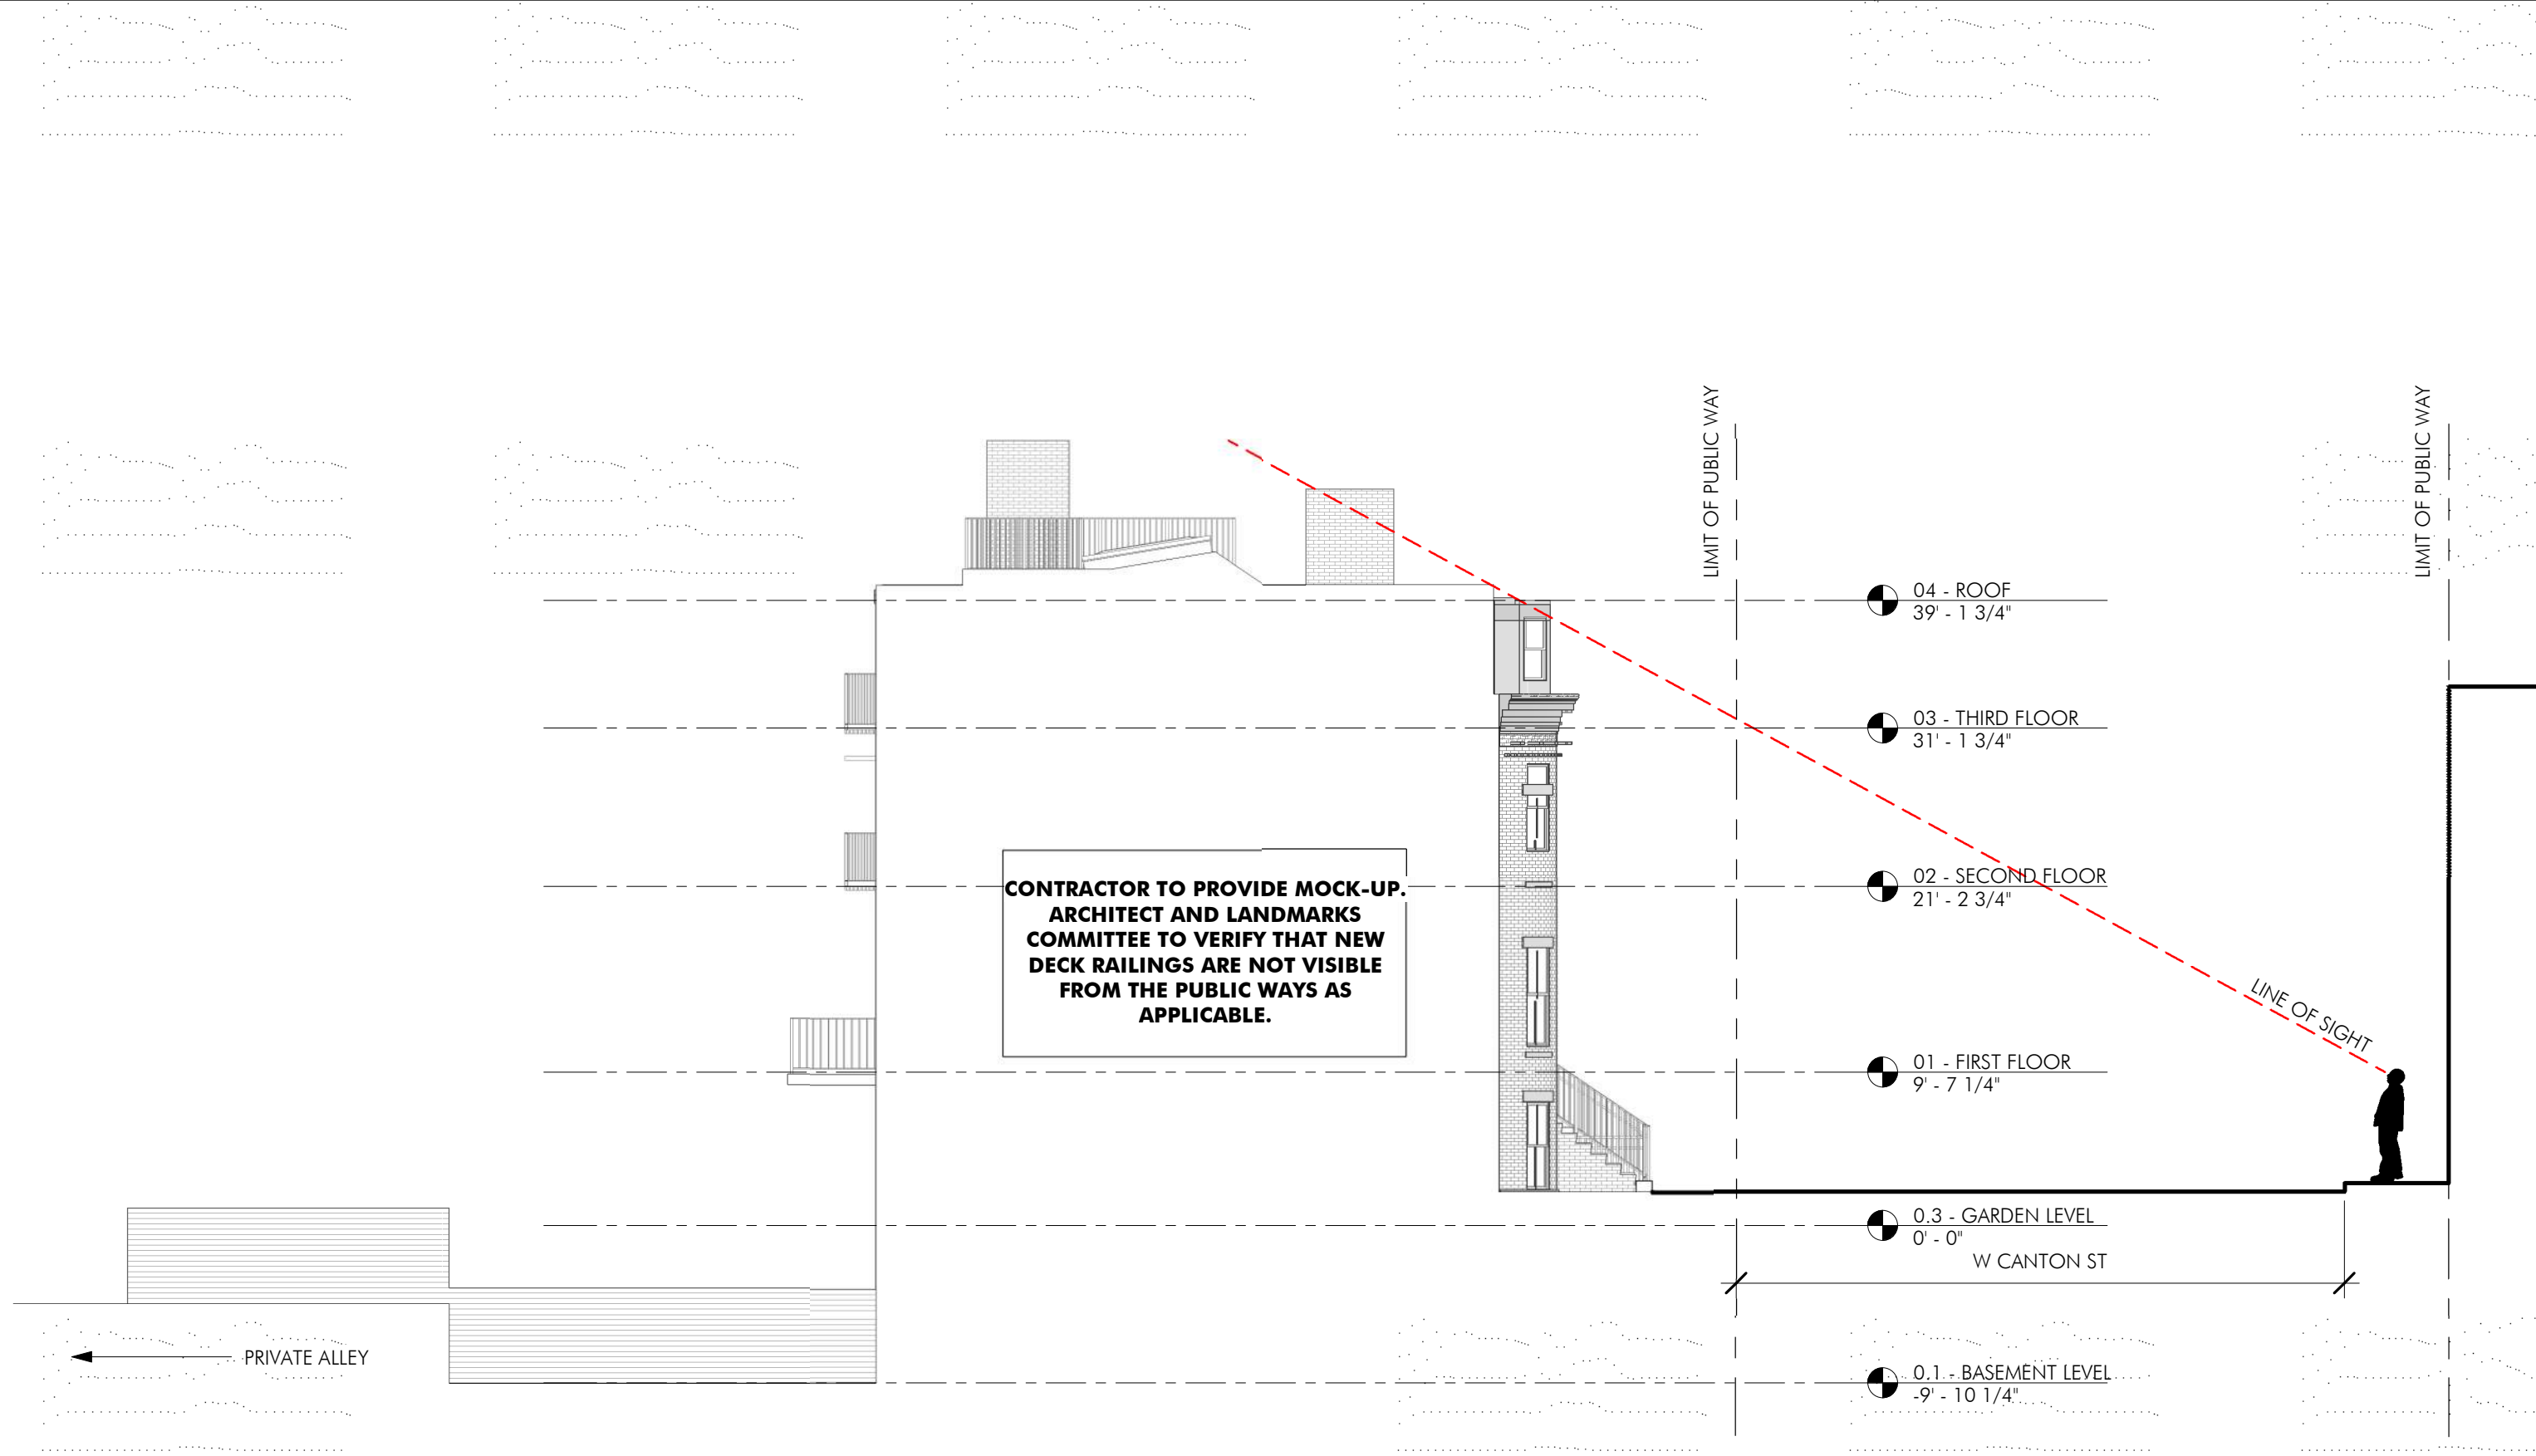 LIMIT OF PUBLIC WAY
LIMIT OF PUBLIC WAY
04 - ROOF
39' - 1 3/4"
03 - THIRD FLOOR
31' - 1 3/4"
02 - SECOND FLOOR
21' - 2 3/4"
CONTRACTOR TO PROVIDE MOCK-UP.
ARCHITECT AND LANDMARKS
COMMITTEE TO VERIFY THAT NEW
DECK RAILINGS ARE NOT VISIBLE
FROM THE PUBLIC WAYS AS
APPLICABLE.
LINE OF SIGHT
01 - FIRST FLOOR
9' - 7 1/4"
0.3 - GARDEN LEVEL
0' - 0"
W CANTON ST
PRIVATE ALLEY
0.1 - BASEMENT LEVEL
-9' - 10 1/4"